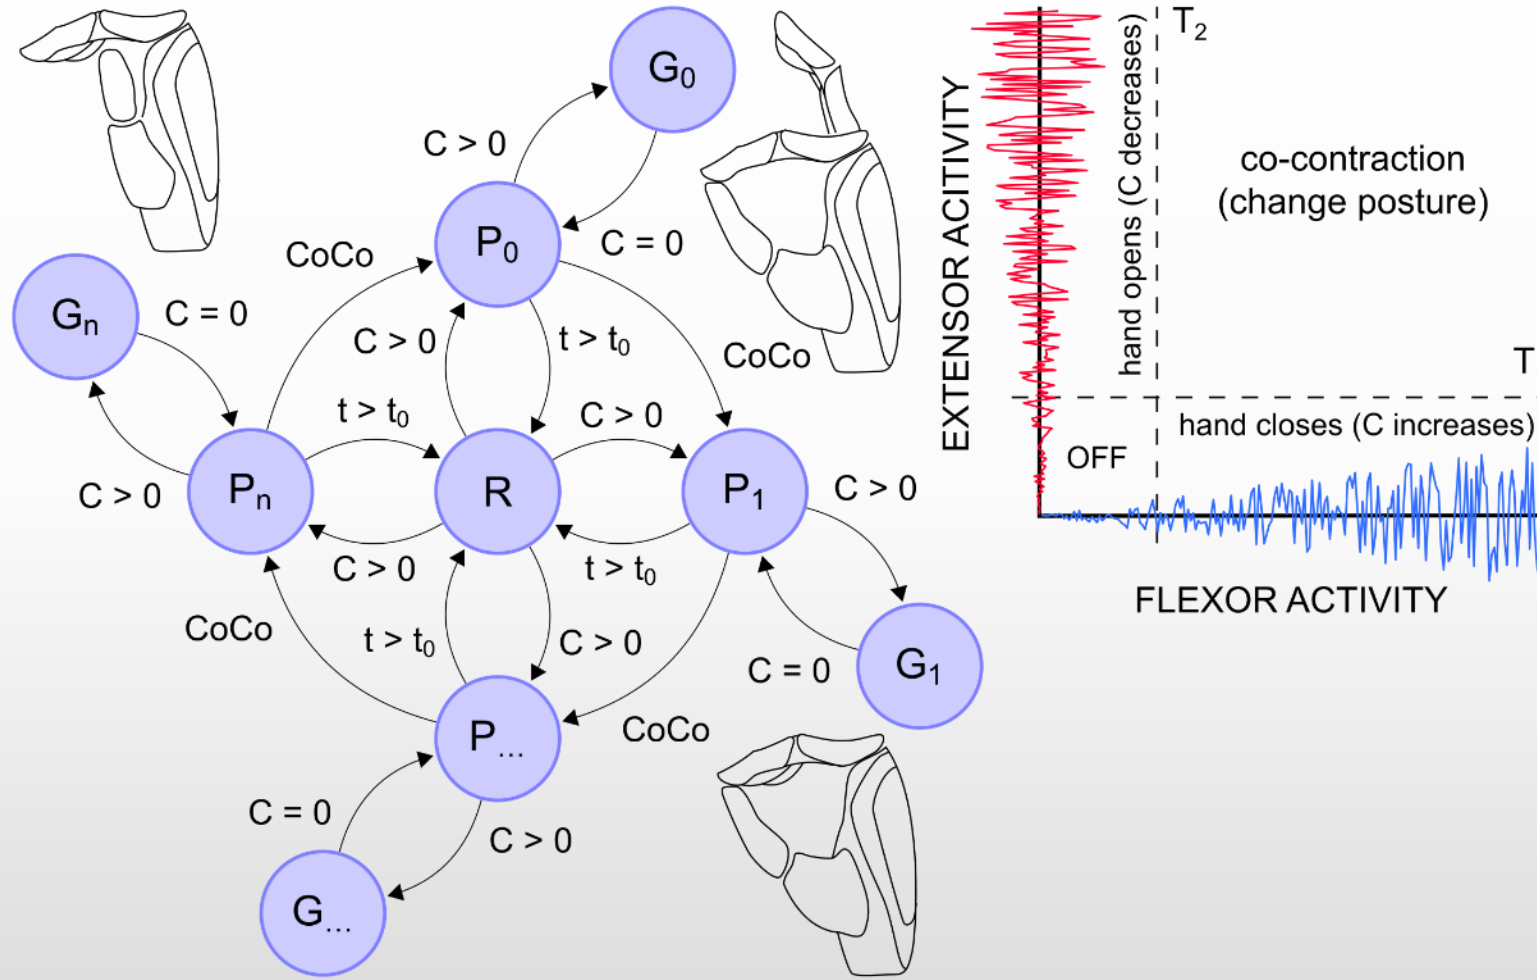 G0
C > 0
P0
C = 0
CoCo
Gn
C = 0
C > 0
t > t0
CoCo
t > t0
C > 0
Pn
R
P1
C > 0
C > 0
C > 0
t > t0
CoCo
t > t0
C > 0
C = 0
G1
P...
CoCo
C = 0
C > 0
G...
EXTENSOR ACITIVITY
hand opens (C decreases)
T2
co-contraction
(change posture)
T
hand closes (C increases)
OFF
FLEXOR ACTIVITY